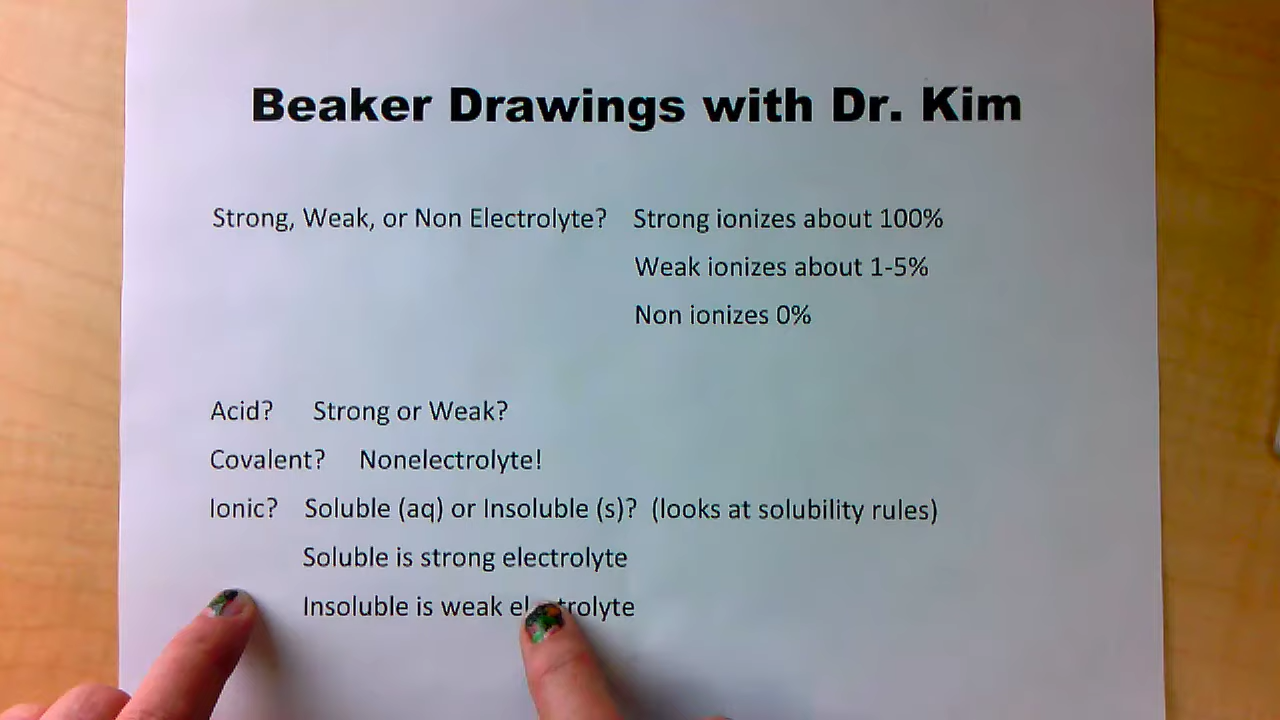 Beaker Drawings with Dr. Kim
Strong, Weak, or Non Electrolyte? Strong ionizes about 100%
Weak ionizes about 1-5%
Non ionizes 0%
Acid? Strong or Weak?
Covalent? Nonelectrolyte!
Ionic? Soluble (aq) or Insoluble (s)? (looks at solubility rules)
Soluble is strong electrolyte
Insoluble is weak electrolyte